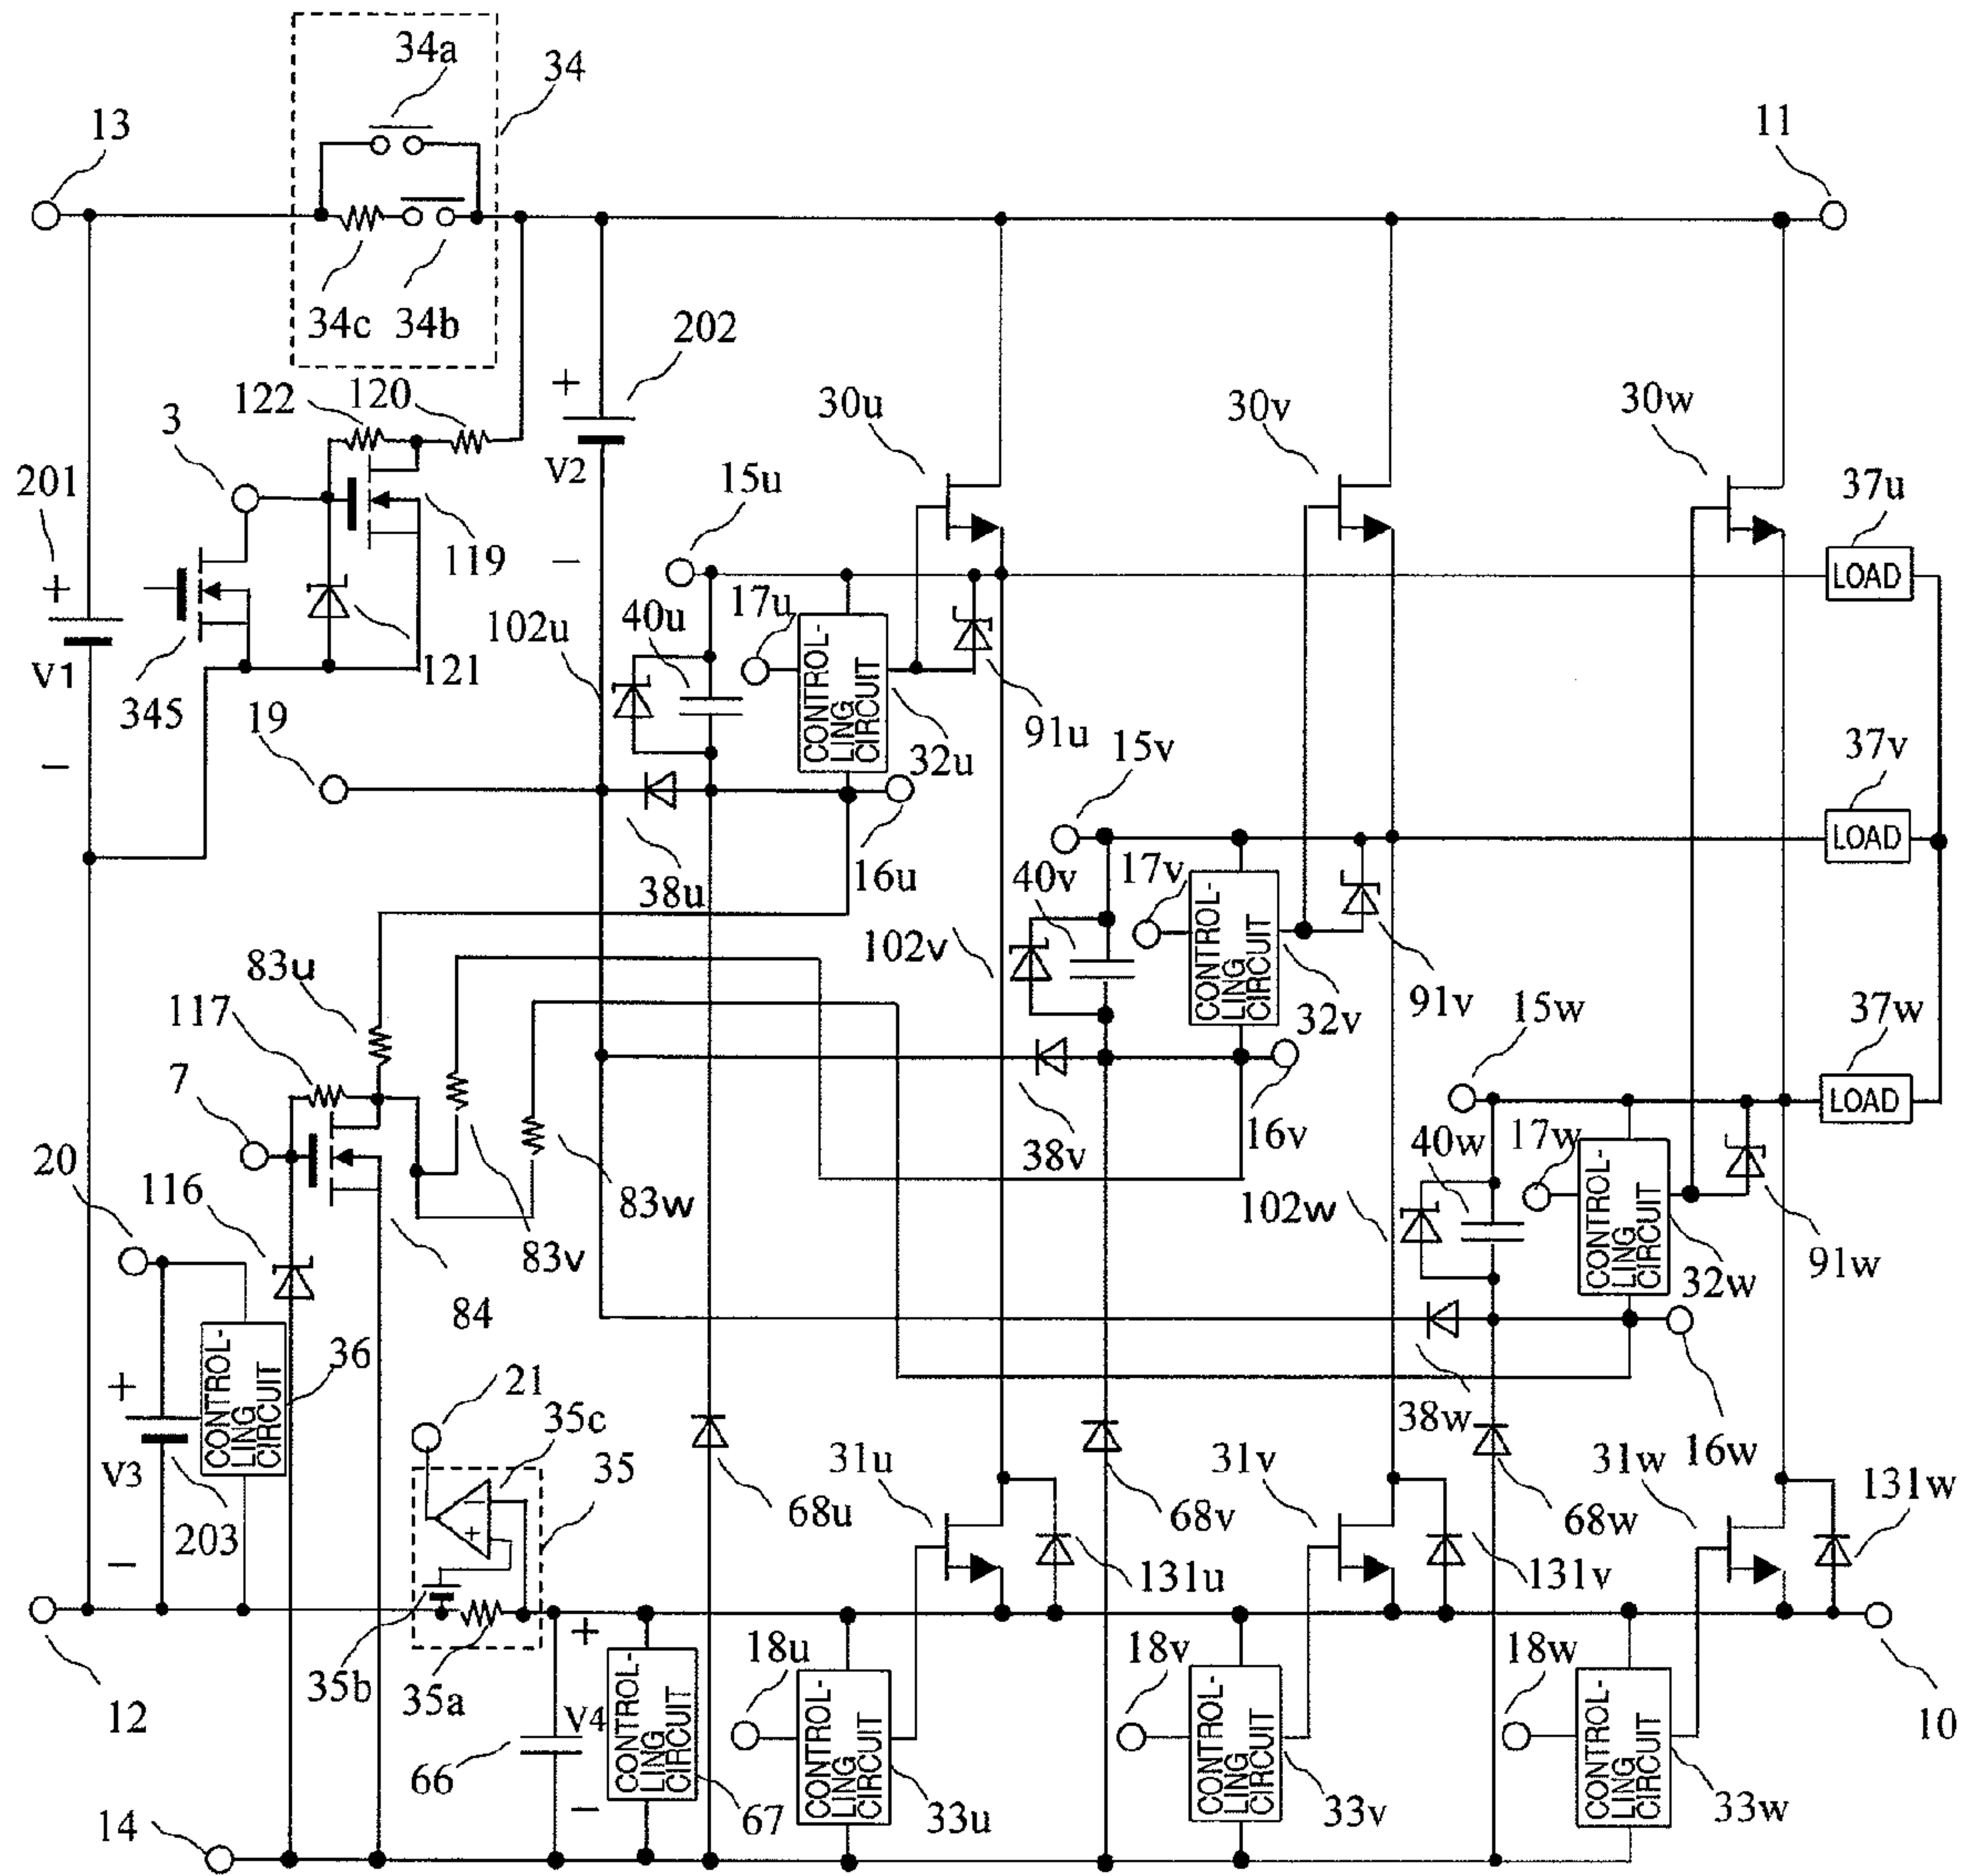 34a
34
13
11
34c
34b
202
122
120
+
3
30u
30v
30w
V2
201
15u
37u
119
−
+
LOAD
102u
40u
17u
CONTROL-
LING
CIRCUIT
V1
121
345
19
91u
15v
37v
−
32u
LOAD
38u
16u
40v
17v
CONTROL-
LING
CIRCUIT
102v
83u
91v
15w
37w
117
32v
7
LOAD
20
38v
16v
40w
17w
CONTROL-
LING
CIRCUIT
116
83w
102w
83v
91w
32w
84
36
CONTROL-
LING
CIRCUIT
21
+
35c
38w
16w
V3
35
31u
31v
31w
131w
−
68u
68v
68w
203
+
−
131u
131v
+
18u
18v
18w
35b
35a
12
V4
CONTROL-
LING
CIRCUIT
CONTROL-
LING
CIRCUIT
CONTROL-
LING
CIRCUIT
CONTROL-
LING
CIRCUIT
10
66
−
67
33u
33v
33w
14